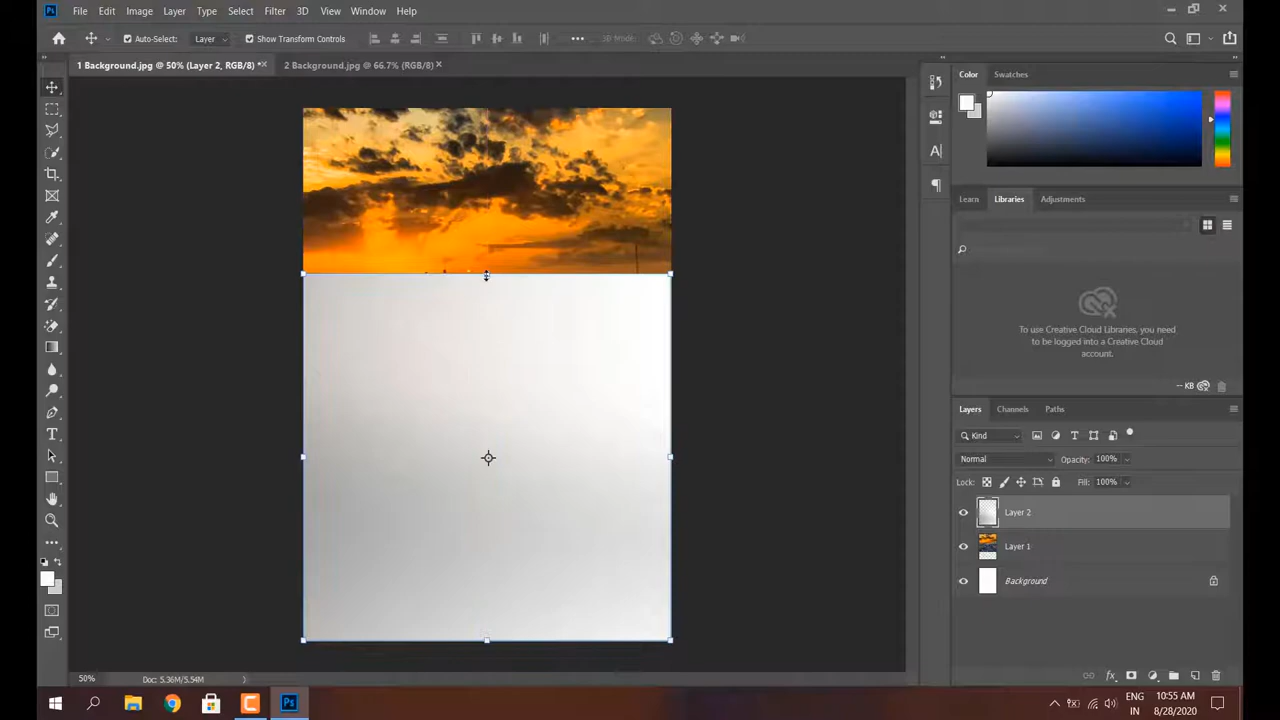 Ps File Edit Image Layer Type Select Filter 3D View Window Help
Auto-Select: Layer Show Transform Controls 3D Mode:
1 Background.jpg @ 50% (Layer 2, RGB/8) * × 2 Background.jpg @ 66.7% (RGB/8) ×
Color Swatches
Learn Libraries Adjustments
To use Creative Cloud Libraries, you need
to be logged into a Creative Cloud
account.
-- KB
Layers Channels Paths
Kind
Normal Opacity: 100%
Lock: Fill: 100%
Layer 2
Layer 1
Background
50% Doc: 5.36M/5.54M
ENG 10:55 AM
IN 8/28/2020